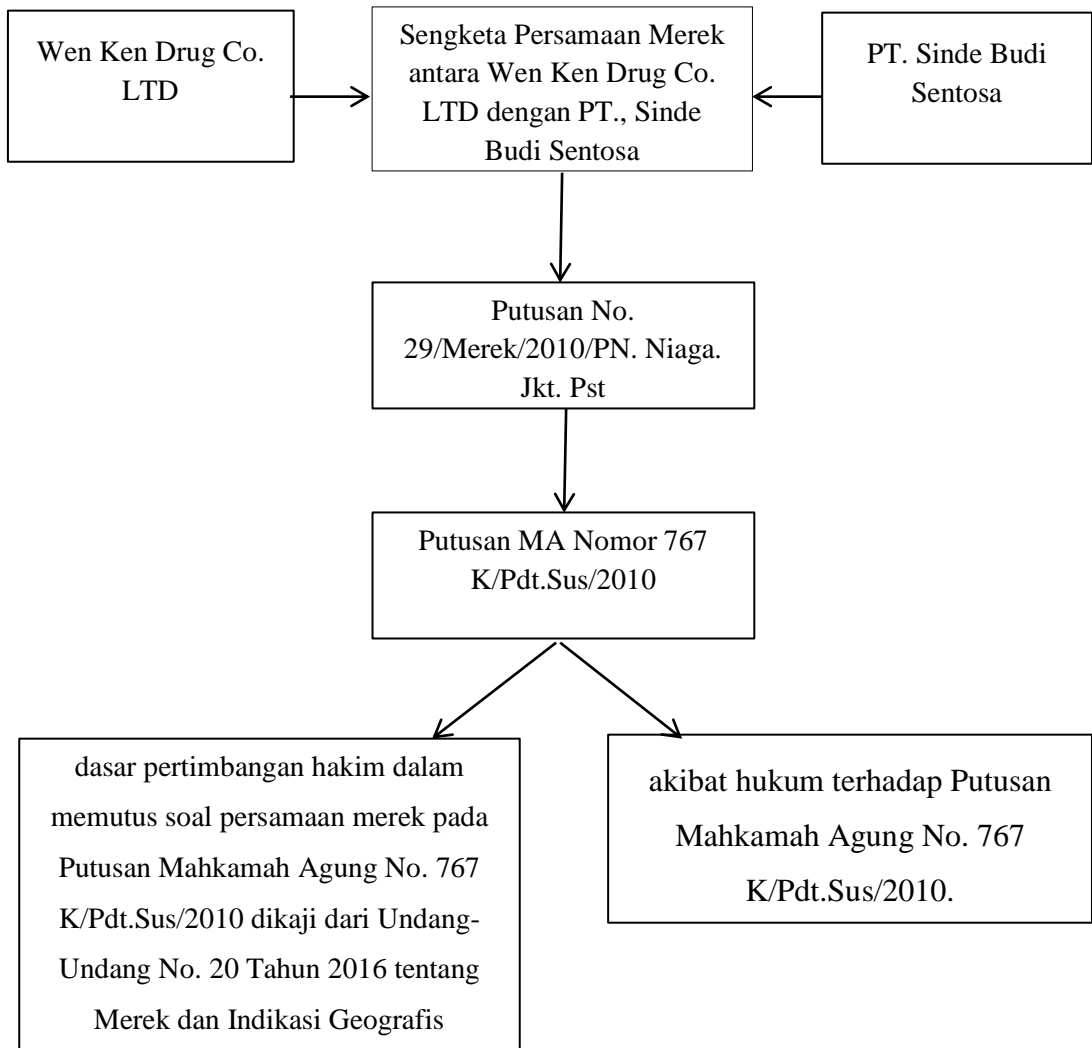 Wen Ken Drug Co.
LTD
Sengketa Persamaan Merek
antara Wen Ken Drug Co.
LTD dengan PT., Sinde
Budi Sentosa
PT. Sinde Budi
Sentosa
Putusan No.
29/Merek/2010/PN. Niaga.
Jkt. Pst
Putusan MA Nomor 767
K/Pdt.Sus/2010
dasar pertimbangan hakim dalam
memutus soal persamaan merek pada
Putusan Mahkamah Agung No. 767
K/Pdt.Sus/2010 dikaji dari Undang-
Undang No. 20 Tahun 2016 tentang
Merek dan Indikasi Geografis
akibat hukum terhadap Putusan
Mahkamah Agung No. 767
K/Pdt.Sus/2010.